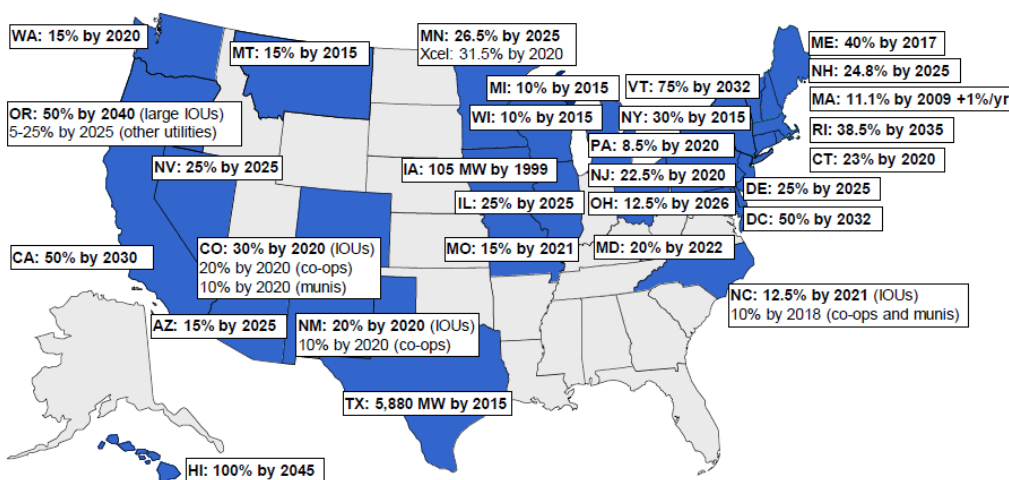 WA: 15% by 2020
MT: 15% by 2015
MN: 26.5% by 2025
Xcel: 31.5% by 2020
ME: 40% by 2017
NH: 24.8% by 2025
MI: 10% by 2015
VT: 75% by 2032
MA: 11.1% by 2009 +1%/yr
OR: 50% by 2040 (large IOUs)
5-25% by 2025 (other utilities)
WI: 10% by 2015
NY: 30% by 2015
RI: 38.5% by 2035
PA: 8.5% by 2020
CT: 23% by 2020
NV: 25% by 2025
IA: 105 MW by 1999
NJ: 22.5% by 2020
DE: 25% by 2025
IL: 25% by 2025
OH: 12.5% by 2026
DC: 50% by 2032
CA: 50% by 2030
CO: 30% by 2020 (IOUs)
20% by 2020 (co-ops)
10% by 2020 (munis)
MO: 15% by 2021
MD: 20% by 2022
NC: 12.5% by 2021 (IOUs)
10% by 2018 (co-ops and munis)
AZ: 15% by 2025
NM: 20% by 2020 (IOUs)
10% by 2020 (co-ops)
TX: 5,880 MW by 2015
HI: 100% by 2045